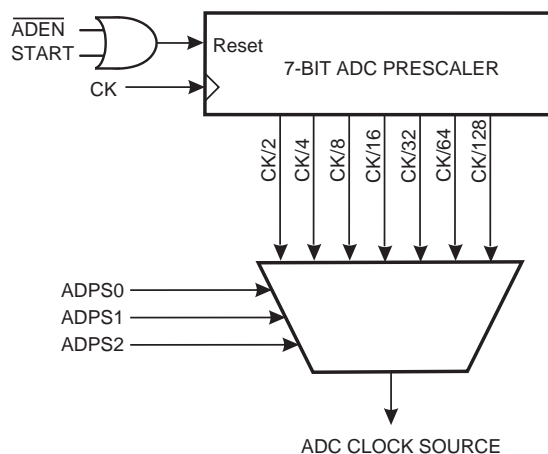 ADEN
START
Reset
7-BIT ADC PRESCALER
CK
CK/2
CK/4
CK/8
CK/16
CK/32
CK/64
CK/128
ADPS0
ADPS1
ADPS2
ADC CLOCK SOURCE